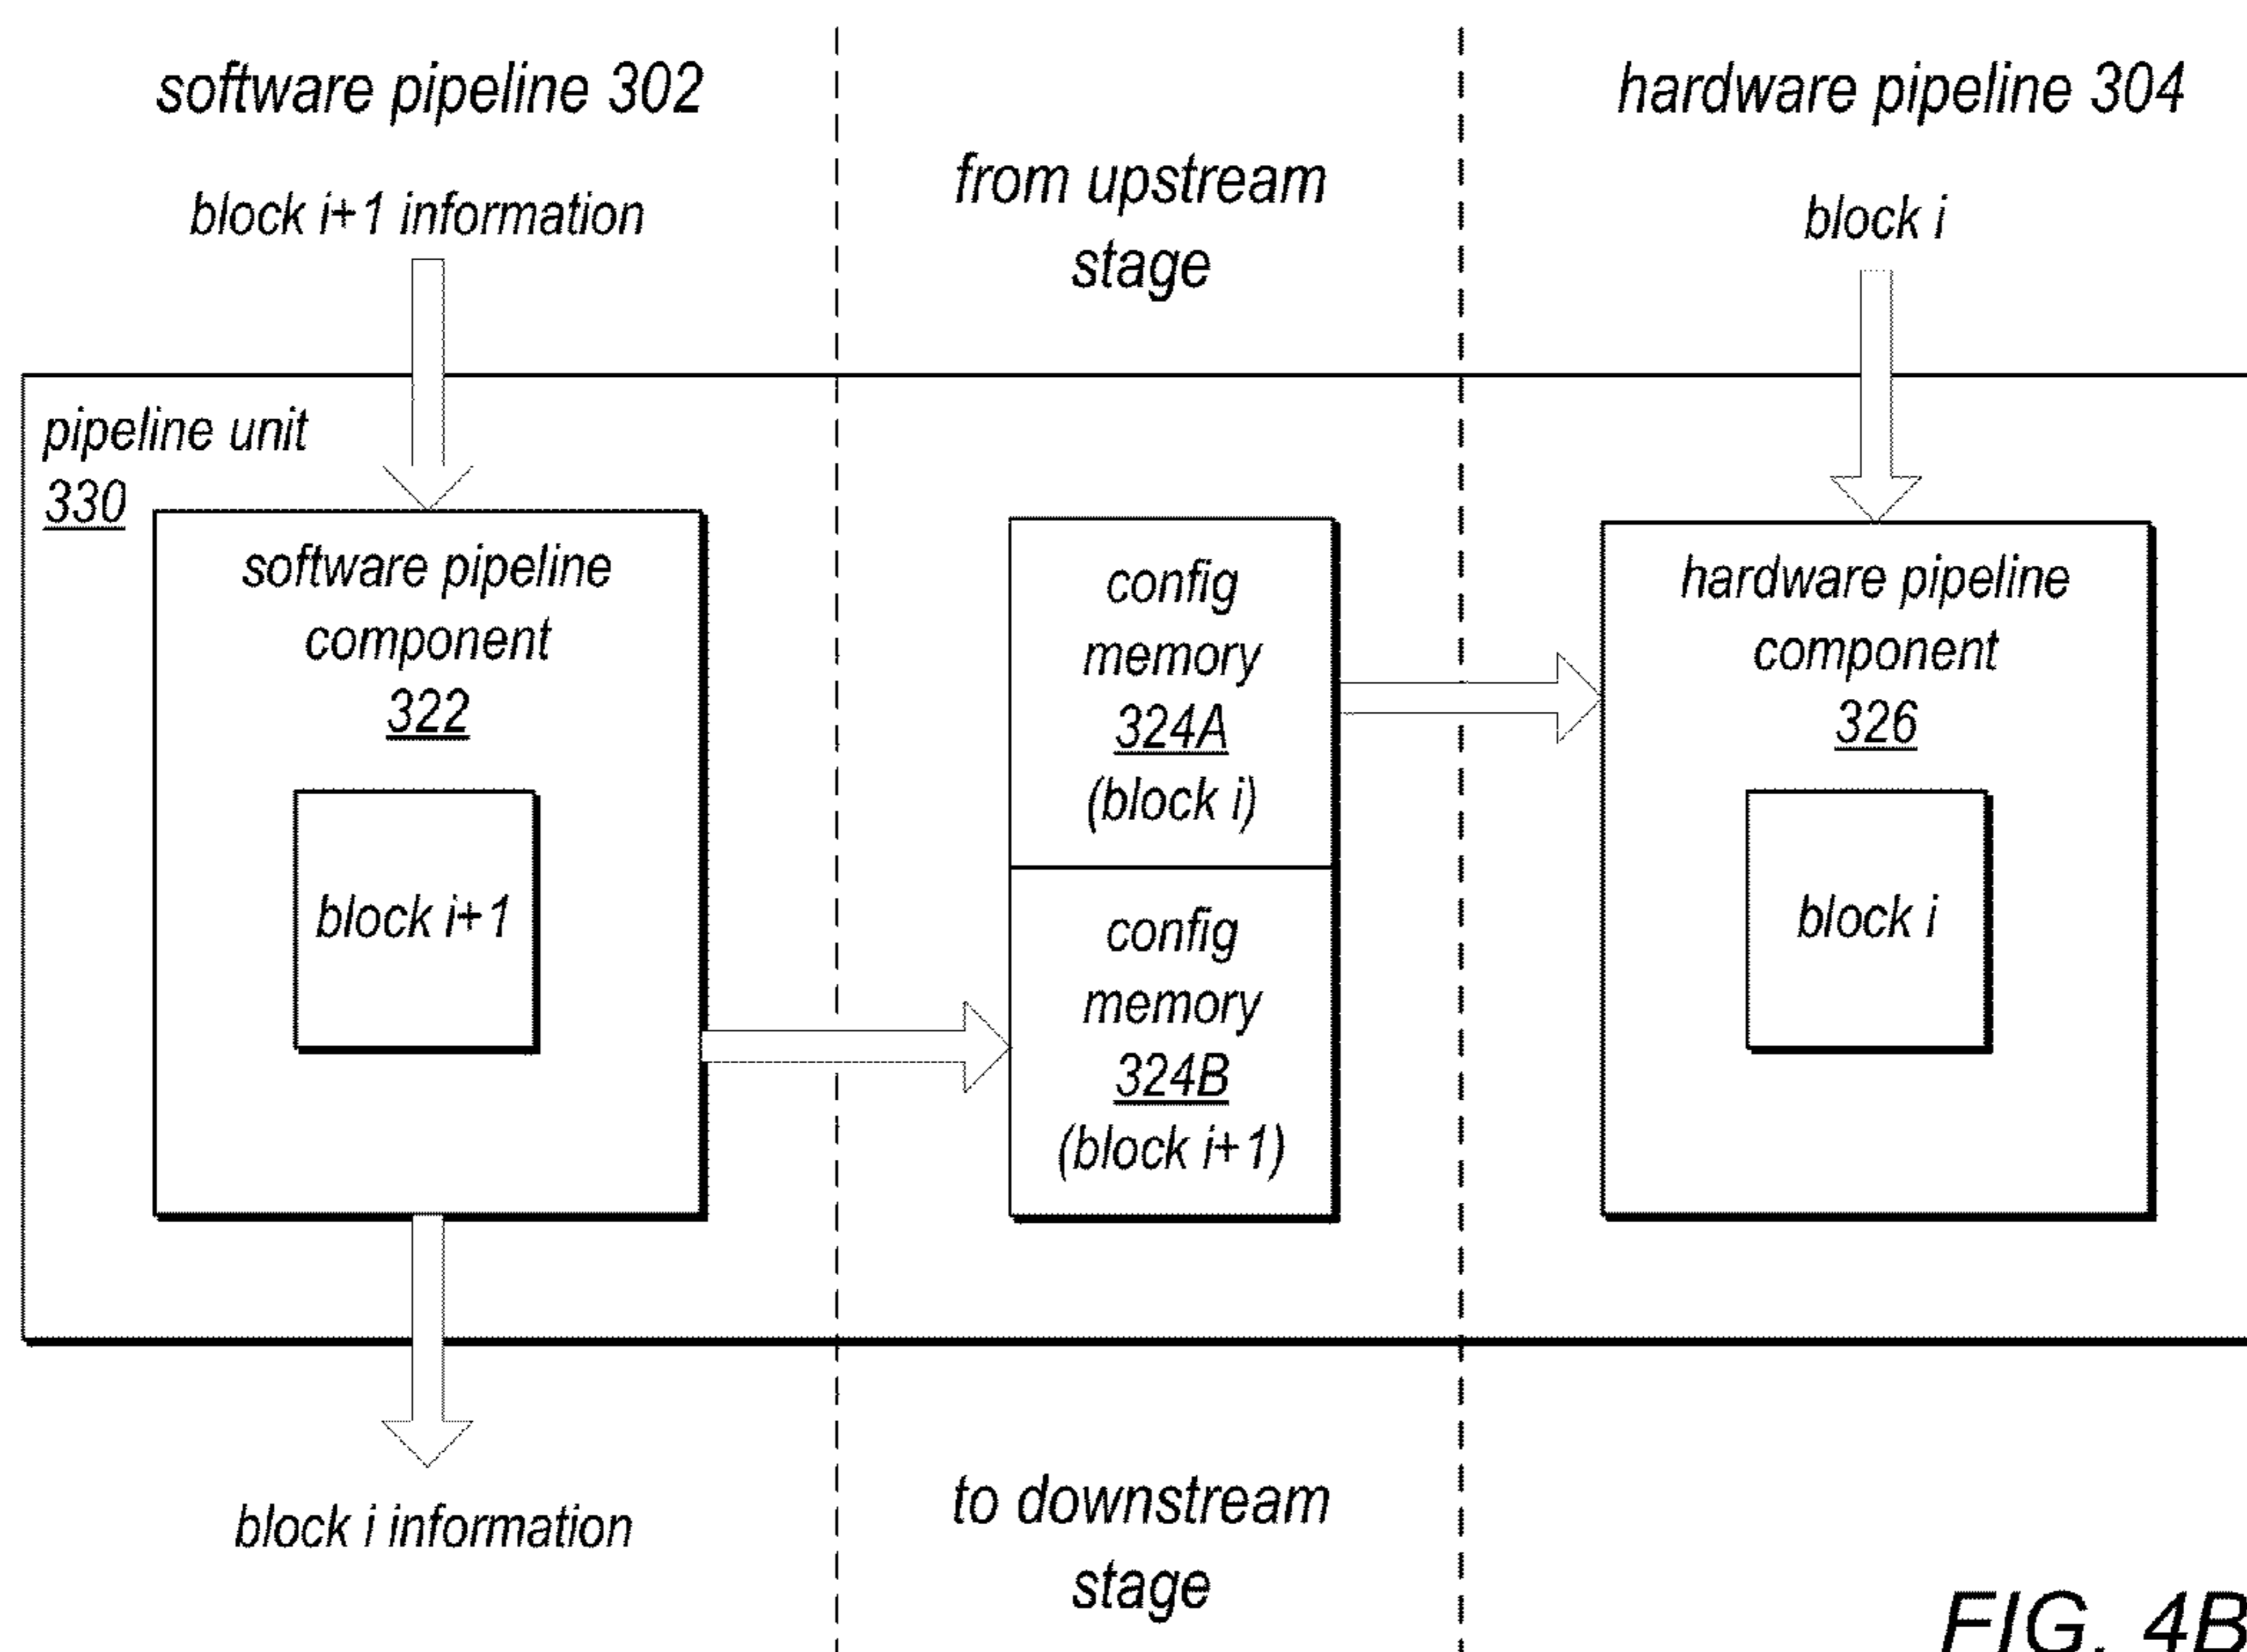 software pipeline 302
hardware pipeline 304
block i+1 information
from upstream
stage
block i
pipeline unit
330
software pipeline
component
322
block i+1
config
memory
324A
(block i)
config
memory
324B
(block i+1)
hardware pipeline
component
326
block i
block i information
to downstream
stage
FIG. 4B